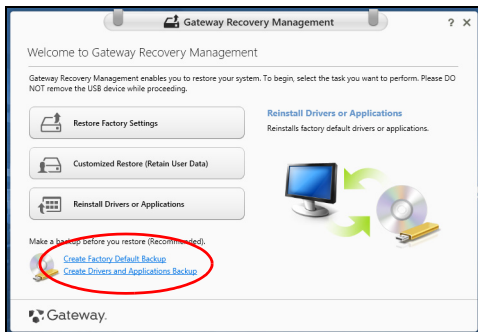 Gateway Recovery Management
? X
Welcome to Gateway Recovery Management
Gateway Recovery Management enables you to restore your system. To begin, select the task you want to perform. Please DO
NOT remove the USB device while proceeding.
Restore Factory Settings
Customized Restore (Retain User Data)
Reinstall Drivers or Applications
Reinstall Drivers or Applications
Reinstalls factory default drivers or applications.
Make a backup before you restore (Recommended).
Create Factory Default Backup
Create Drivers and Applications Backup
Gateway.